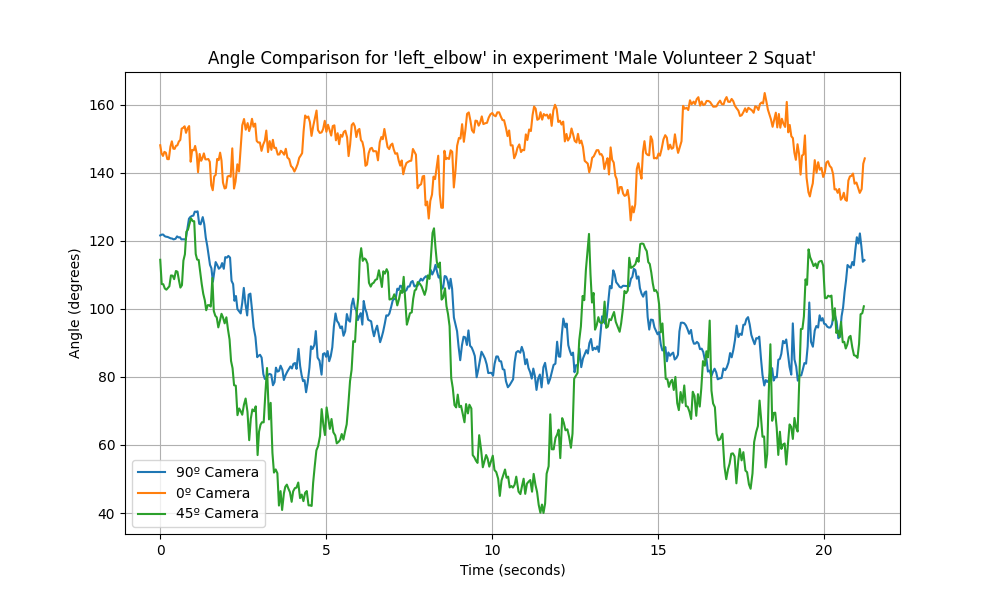 Angle Comparison for 'left_elbow' in experiment 'Male Volunteer 2 Squat'
160
140
120
100
80
60
40
Angle (degrees)
90º Camera
0º Camera
45º Camera
0 5 10 15 20
Time (seconds)